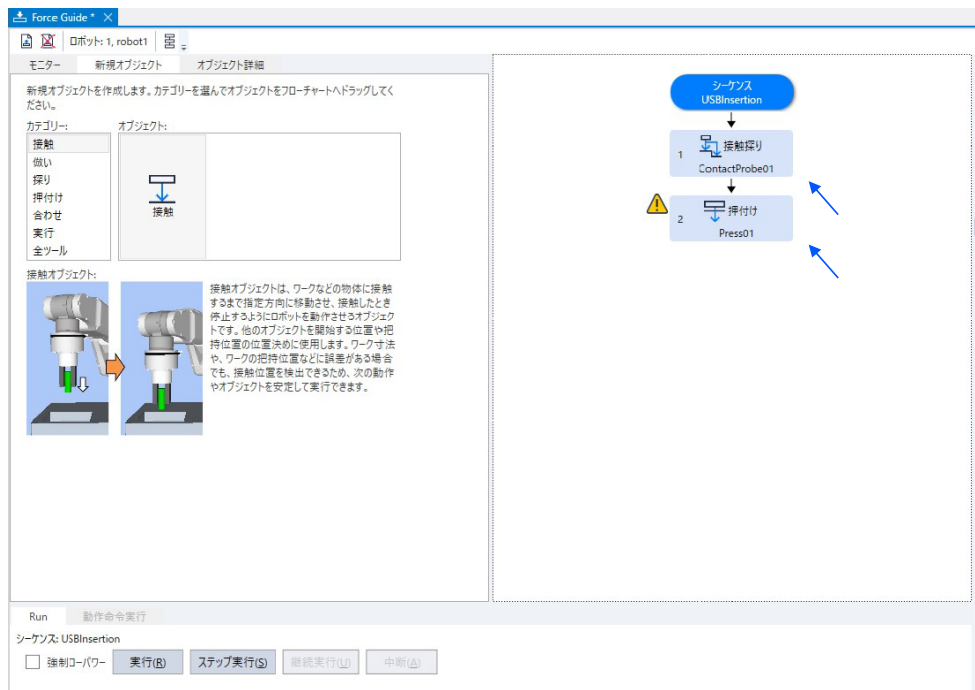 Force Guide *
ロボット: 1, robot1
モニター 新規オブジェクト オブジェクト詳細
新規オブジェクトを作成します。カテゴリーを選んでオブジェクトをフローチャートへドラッグしてく
ださい。
カテゴリー: オブジェクト:
接触
倣い
探り
押付け
合わせ
実行
全ツール
接触
接触オブジェクト:
接触オブジェクトは、ワークなどの物体に接触
するまで指定方向に移動させ、接触したとき
停止するようにロボットを動作させるオブジェク
トです。他のオブジェクトを開始する位置や把
持位置の位置決めに使用します。ワーク寸法
や、ワークの把持位置などに誤差がある場合
でも、接触位置を検出できるため、次の動作
やオブジェクトを安定して実行できます。
シーケンス
USBInsertion
1 接触探り
ContactProbe01
2 押付け
Press01
Run 動作命令実行
シーケンス: USBInsertion
強制ローパワー 実行(R) ステップ実行(S) 継続実行(U) 中断(A)